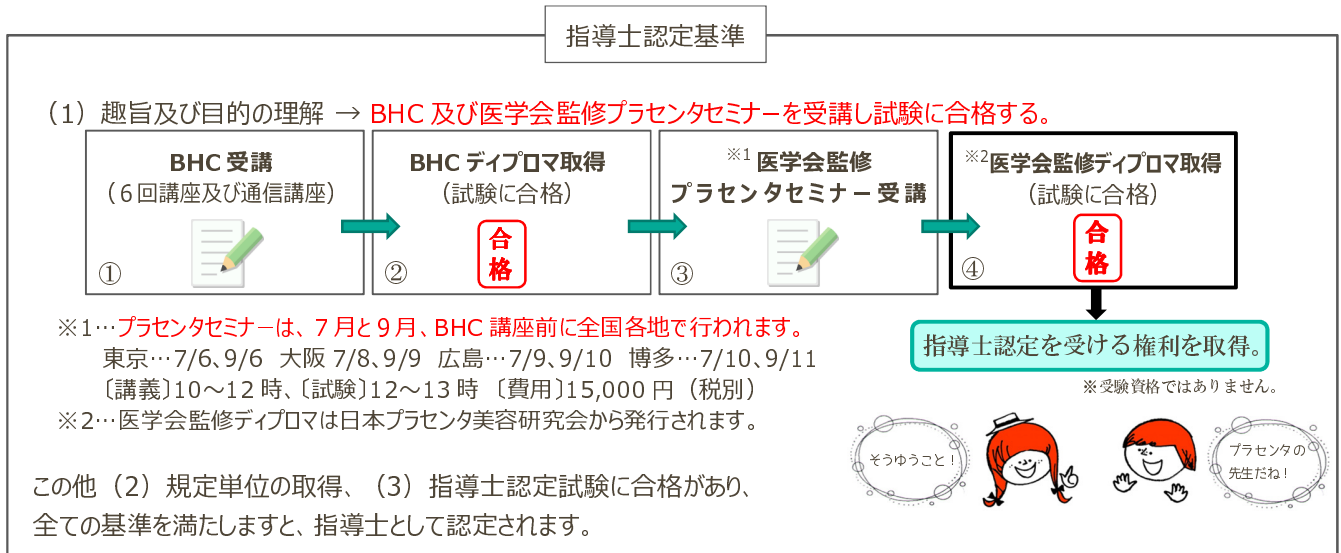 指導士認定基準
（1）趣旨及び目的の理解 → BHC 及び医学会監修プラセンタセミナーを受講し試験に合格する。
BHC 受講
（６回講座及び通信講座）
①
BHC ディプロマ取得
（試験に合格）
合
格
②
※1 医学会監修
プラセンタセミナー受講
③
※2 医学会監修ディプロマ取得
（試験に合格）
合
格
④
指導士認定を受ける権利を取得。
※受験資格ではありません。
※1…プラセンタセミナーは、７月と９月、BHC 講座前に全国各地で行われます。
東京…7/6、9/6 大阪 7/8、9/9 広島…7/9、9/10 博多…7/10、9/11
〔講義〕10～12 時、〔試験〕12～13 時 〔費用〕15,000 円（税別）
※2…医学会監修ディプロマは日本プラセンタ美容研究会から発行されます。
そうゆうこと！
プラセンタの
先生だね！
この他（2）規定単位の取得、（3）指導士認定試験に合格があり、
全ての基準を満たしますと、指導士として認定されます。